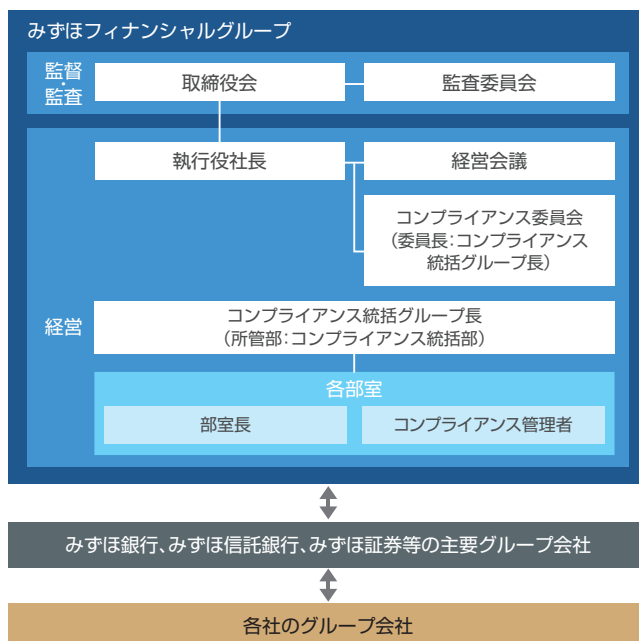 みずほフィナンシャルグループ
監督・
監査
取締役会
監査委員会
執行役社長
経営会議
コンプライアンス委員会
（委員長：コンプライアンス
統括グループ長）
経営
コンプライアンス統括グループ長
（所管部：コンプライアンス統括部）
各部室
部室長
コンプライアンス管理者
みずほ銀行、みずほ信託銀行、みずほ証券等の主要グループ会社
各社のグループ会社